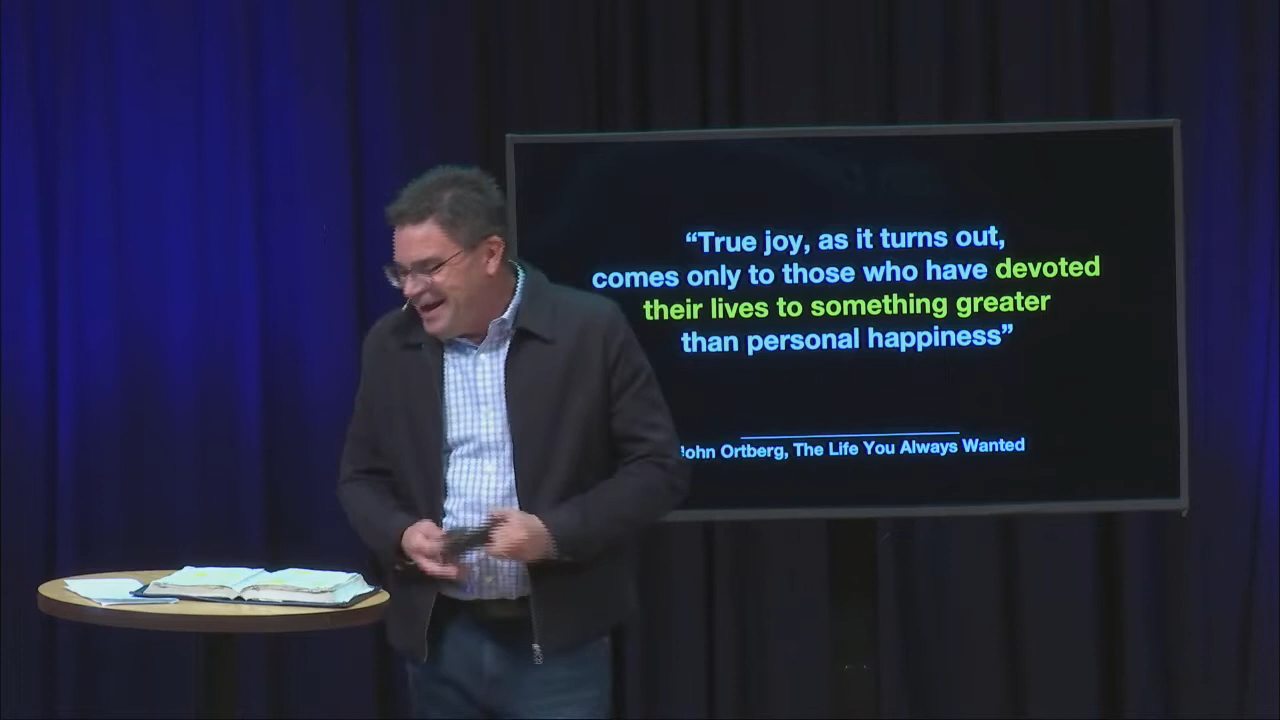 “True joy, as it turns out,
comes only to those who have devoted
their lives to something greater
than personal happiness”
John Ortberg, The Life You Always Wanted